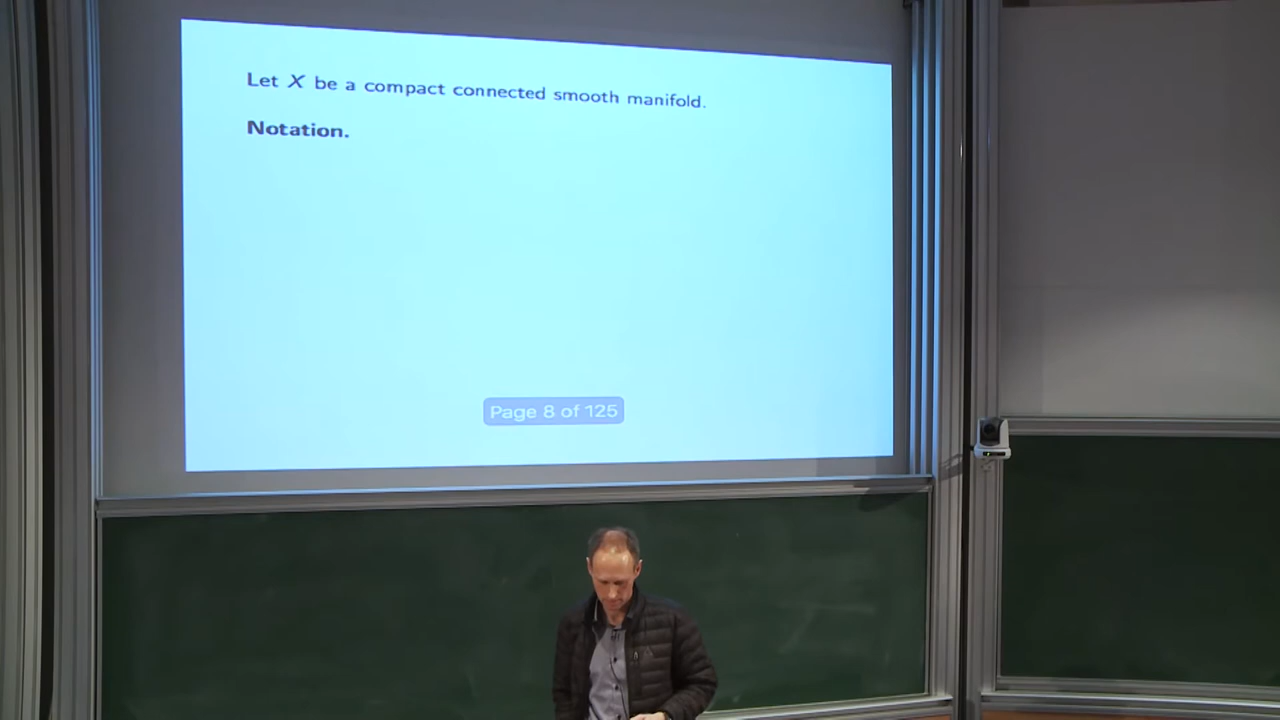 Let X be a compact connected smooth manifold.
Notation.
Page 8 of 125